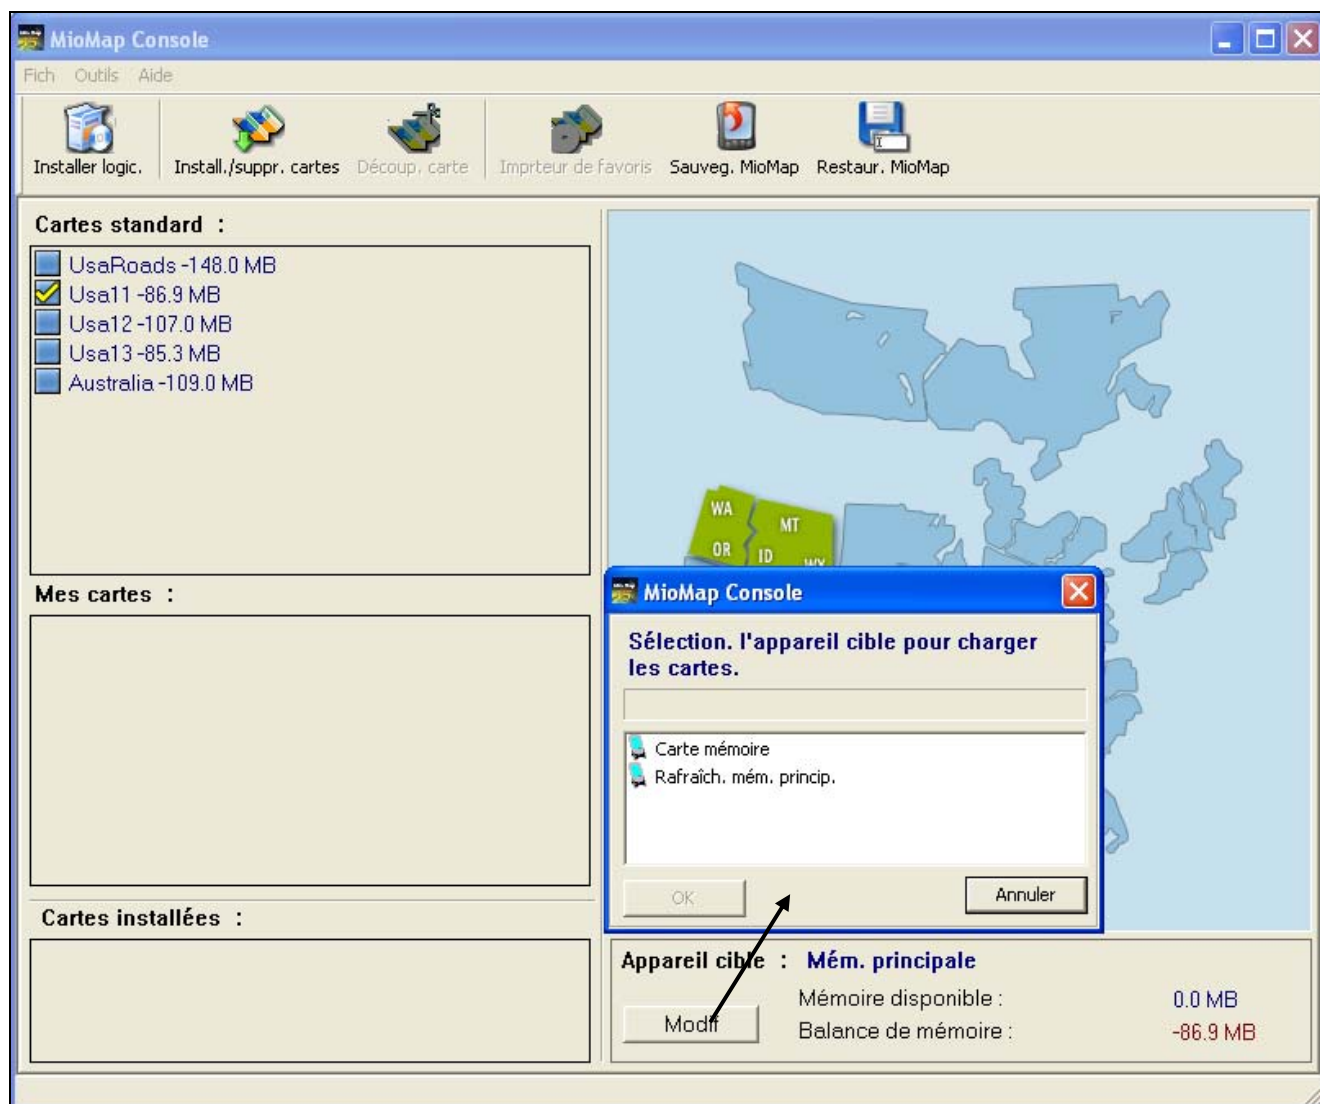 MioMap Console
Fich Outils Aide
Installer logic. Install./suppr. cartes Découp. carte Imprteur de favoris Sauveg. MioMap Restaur. MioMap
Cartes standard :
UsaRoads -148.0 MB
Usa11 -86.9 MB
Usa12 -107.0 MB
Usa13 -85.3 MB
Australia -109.0 MB
WA
MT
OR
ID
WY
Mes cartes :
MioMap Console
Sélection. l'appareil cible pour charger
les cartes.
Carte mémoire
Rafraîch. mém. princip.
OK Annuler
Cartes installées :
Appareil cible : Mém. principale
Mémoire disponible : 0.0 MB
Modif
Balance de mémoire : -86.9 MB